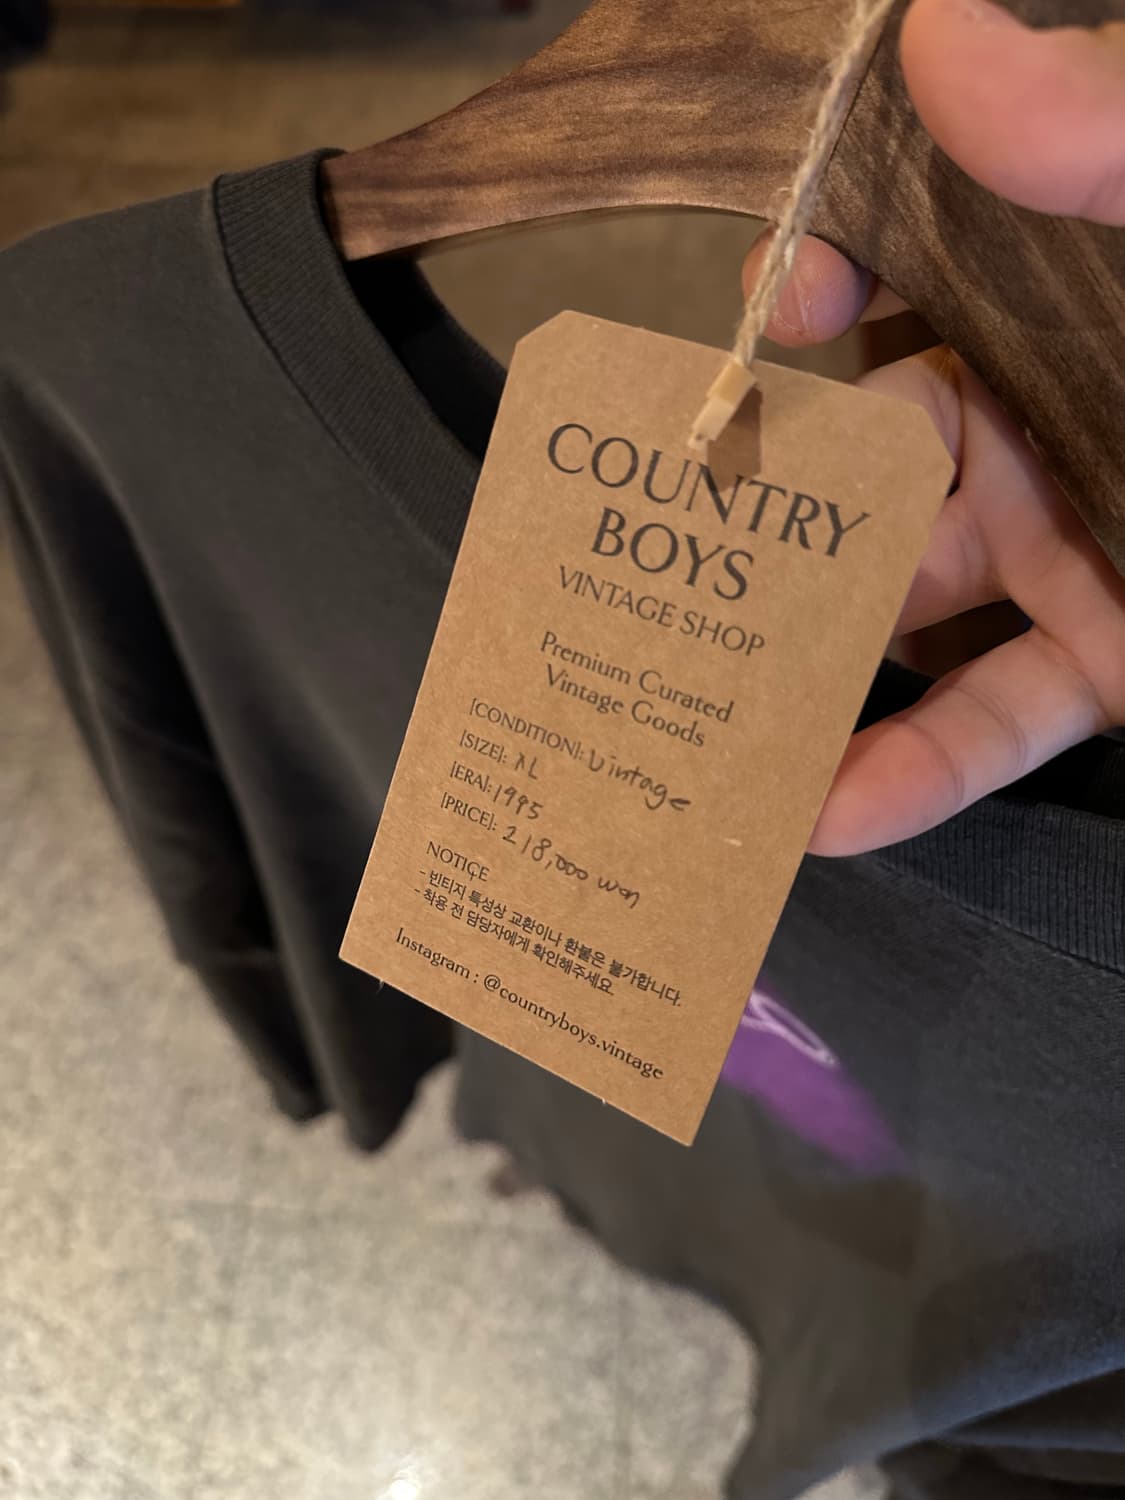 COUNTRY
BOYS
VINTAGE SHOP
Premium Curated
Vintage Goods
[CONDITION]: Vintage
[SIZE]: XL
[ERA]: 1995
[PRICE]: 218,000 won
NOTICE
- 빈티지 특성상 교환이나 환불은 불가합니다.
- 착용 전 담당자에게 확인해주세요.
Instagram : @countryboys.vintage